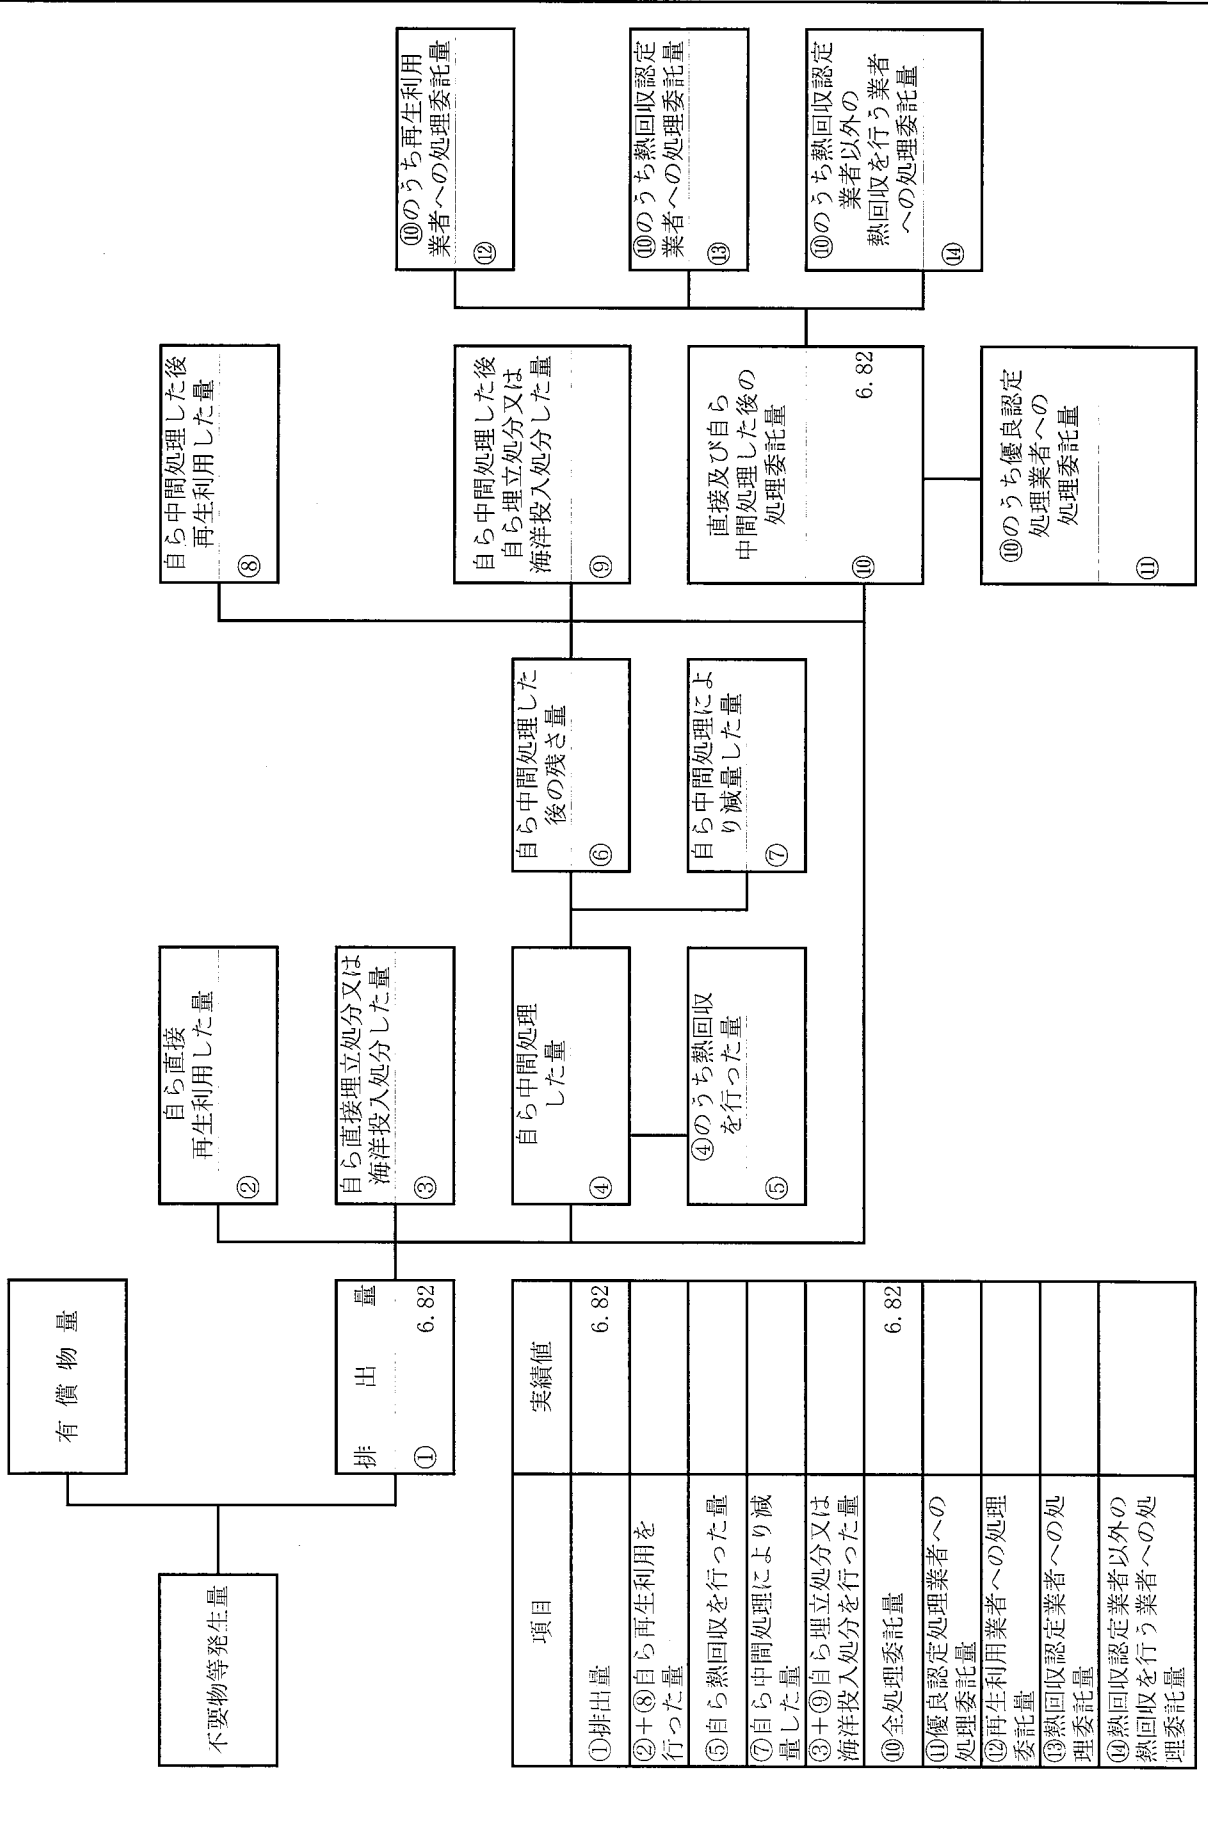 有償物量
不要物等発生量
排出量
① 6.82
自ら直接
再生利用した量
②
自ら直接埋立処分又は
海洋投入処分した量
③
自ら中間処理
した量
④
④のうち熱回収
を行った量
⑤
自ら中間処理した
後の残さ量
⑥
自ら中間処理によ
り減量した量
⑦
自ら中間処理した後
再生利用した量
⑧
自ら中間処理した後
自ら埋立処分又は
海洋投入処分した量
⑨
直接及び自ら
中間処理した後の
処理委託量
⑩ 6.82
⑩のうち優良認定
処理業者への
処理委託量
⑪
⑩のうち再生利用
業者への処理委託量
⑫
⑩のうち熱回収認定
業者への処理委託量
⑬
⑩のうち熱回収認定
業者以外の
熱回収を行う業者
への処理委託量
⑭
項目 実績値
①排出量 6.82
②+⑧自ら再生利用を
行った量
⑤自ら熱回収を行った量
⑦自ら中間処理により減
量した量
③+⑨自ら埋立処分又は
海洋投入処分を行った量
⑩全処理委託量 6.82
⑪優良認定処理業者への
処理委託量
⑫再生利用業者への処理
委託量
⑬熱回収認定業者への処
理委託量
⑭熱回収認定業者以外の
熱回収を行う業者への処
理委託量